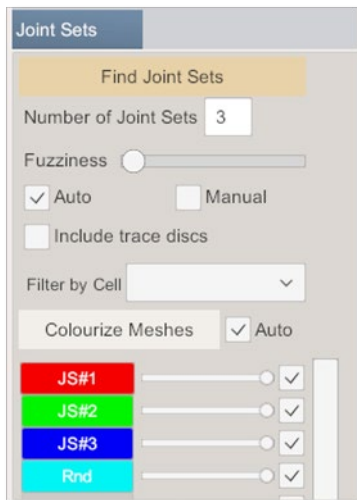 Joint Sets
Find Joint Sets
Number of Joint Sets 3
Fuzziness
Auto Manual
Include trace discs
Filter by Cell
Colourize Meshes Auto
JS#1
JS#2
JS#3
Rnd